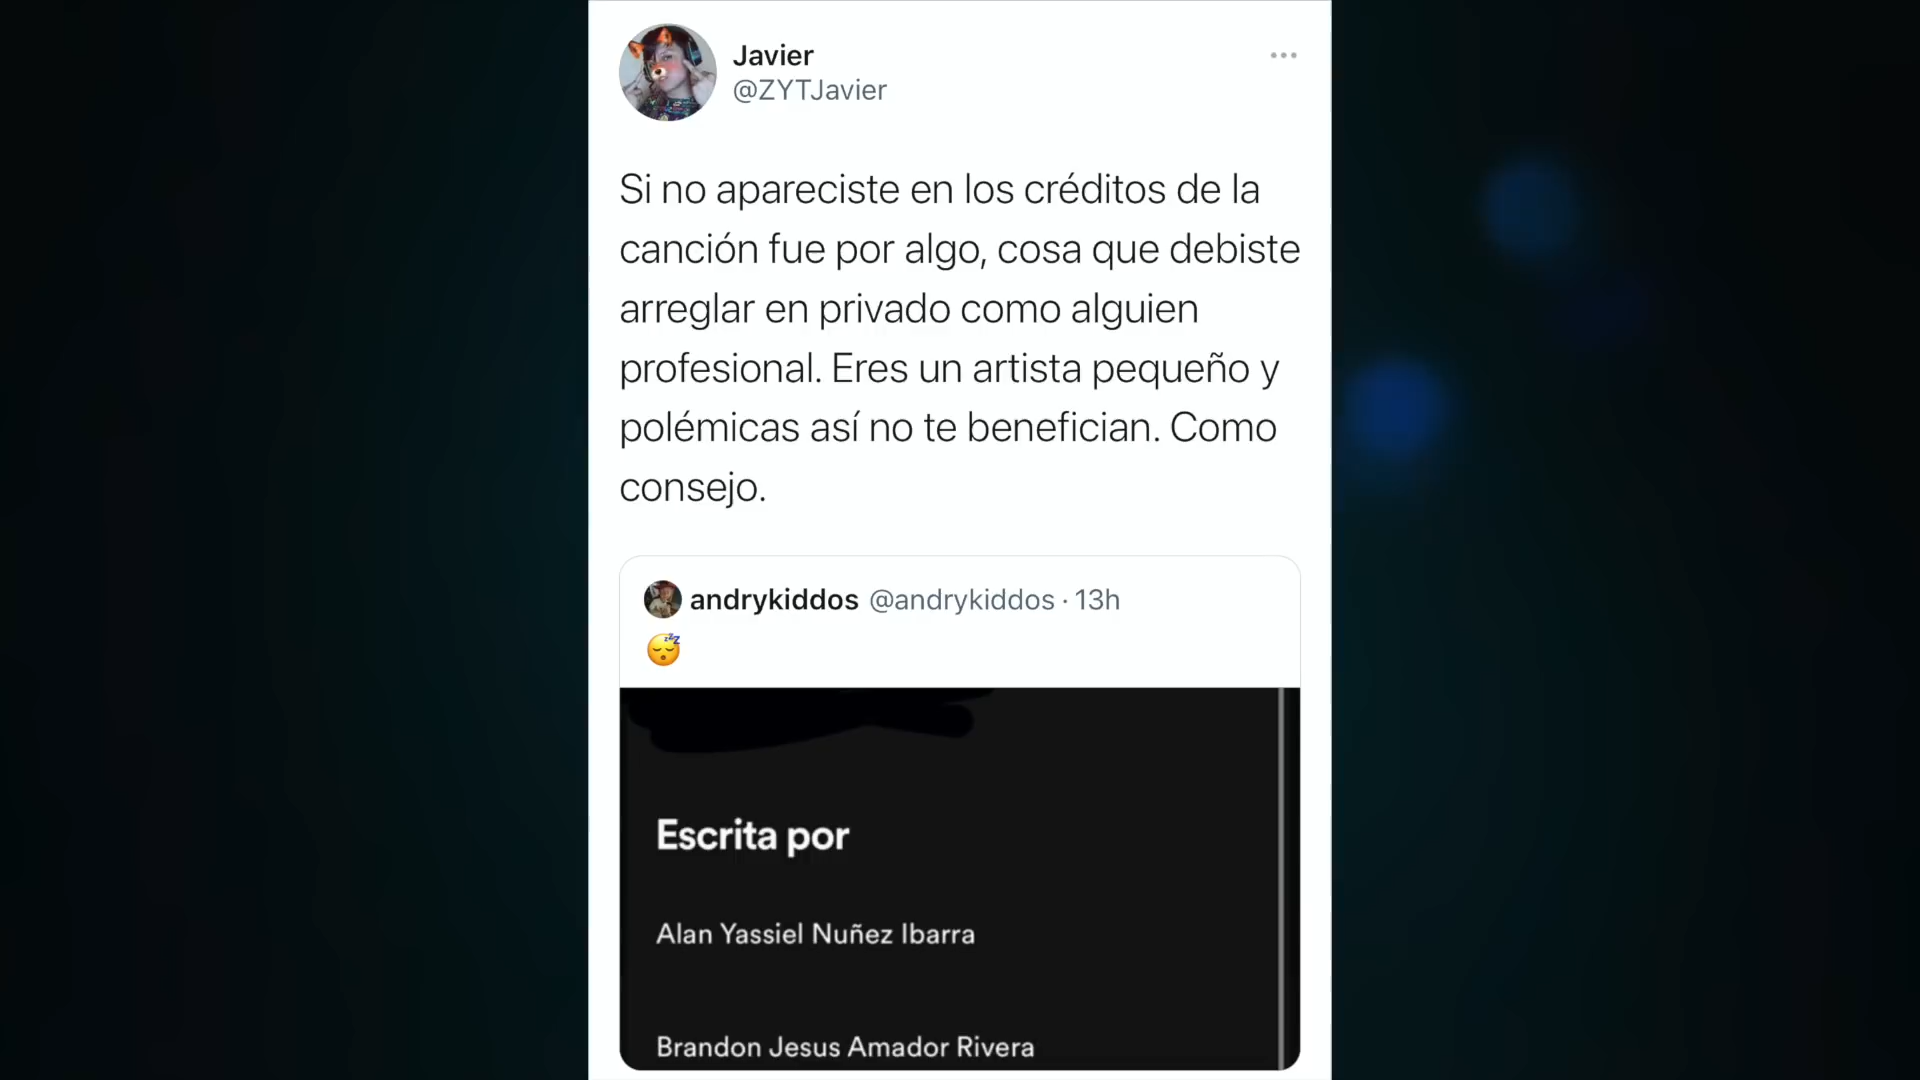 Javier
@ZYTJavier
Si no apareciste en los créditos de la
canción fue por algo, cosa que debiste
arreglar en privado como alguien
profesional. Eres un artista pequeño y
polémicas así no te benefician. Como
consejo.
andrykiddos @andrykiddos · 13h
😴
Escrita por
Alan Yassiel Nuñez Ibarra
Brandon Jesus Amador Rivera